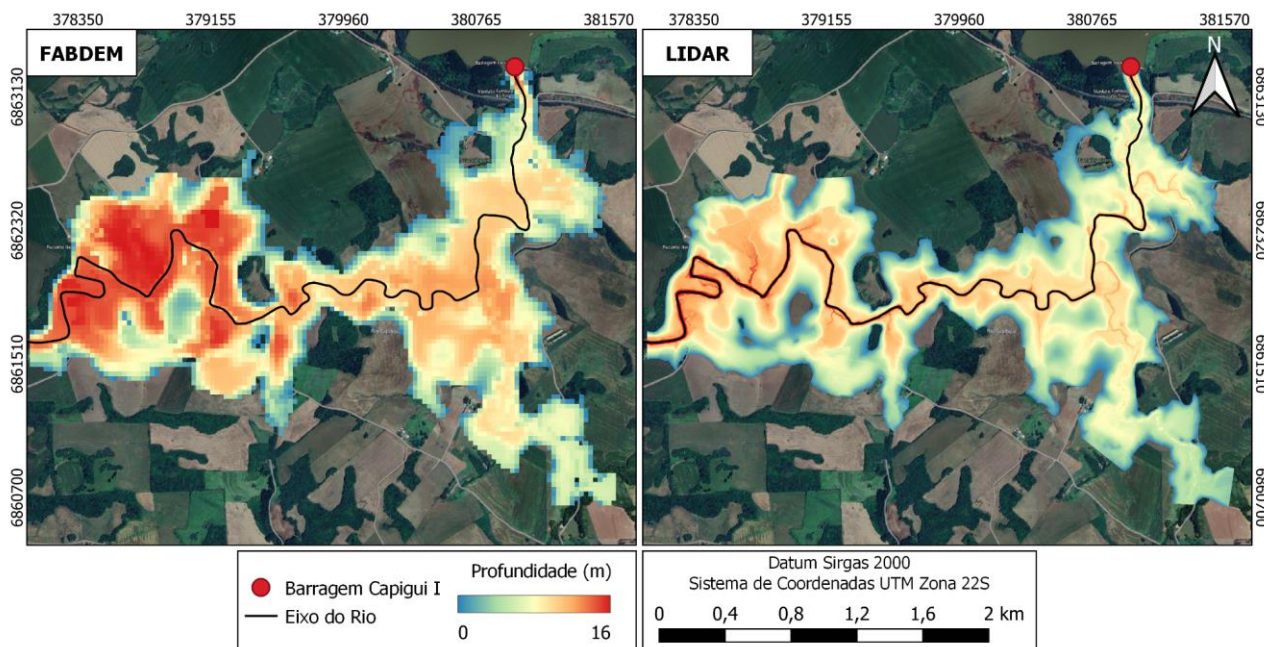 378350 379155 379960 380765 381570
378350 379155 379960 380765 381570
FABDEM
LIDAR
N
6863130
6862320
6861510
6860700
6863130
6862320
6861510
6860700
Barragem Capigui I
Eixo do Rio
Profundidade (m)
0 16
Datum Sirgas 2000
Sistema de Coordenadas UTM Zona 22S
0 0,4 0,8 1,2 1,6 2 km